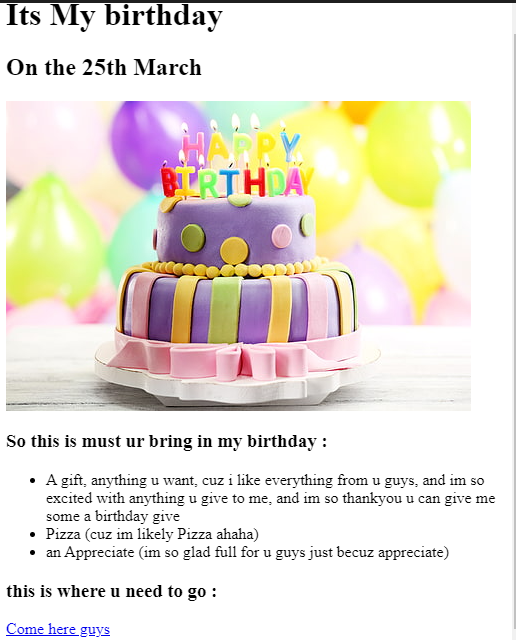 Its My birthday
On the 25th March
HAPPY
BIRTHDAY
So this is must ur bring in my birthday :
A gift, anything u want, cuz i like everything from u guys, and im so
excited with anything u give to me, and im so thankyou u can give me
some a birthday give
Pizza (cuz im likely Pizza ahaha)
an Appreciate (im so glad full for u guys just becuz appreciate)
this is where u need to go :
Come here guys